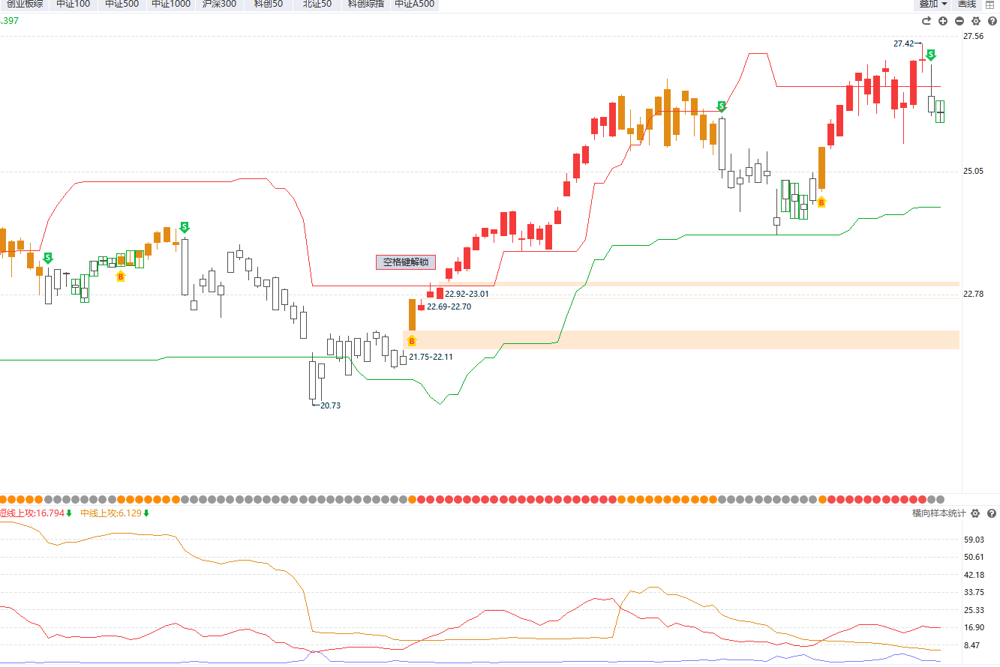 创业板综 中证100 中证500 中证1000 沪深300 科创50 北证50 科创综指 中证A500 叠加 画线
.397
27.56
27.42
S
S
25.05
B
S
S
空格键解锁
B
22.92-23.01
22.78
22.69-22.70
B
21.75-22.11
20.73
短线上攻:16.794 中线上攻:6.129 横向样本统计
59.03
50.61
42.18
33.75
25.33
16.90
8.47